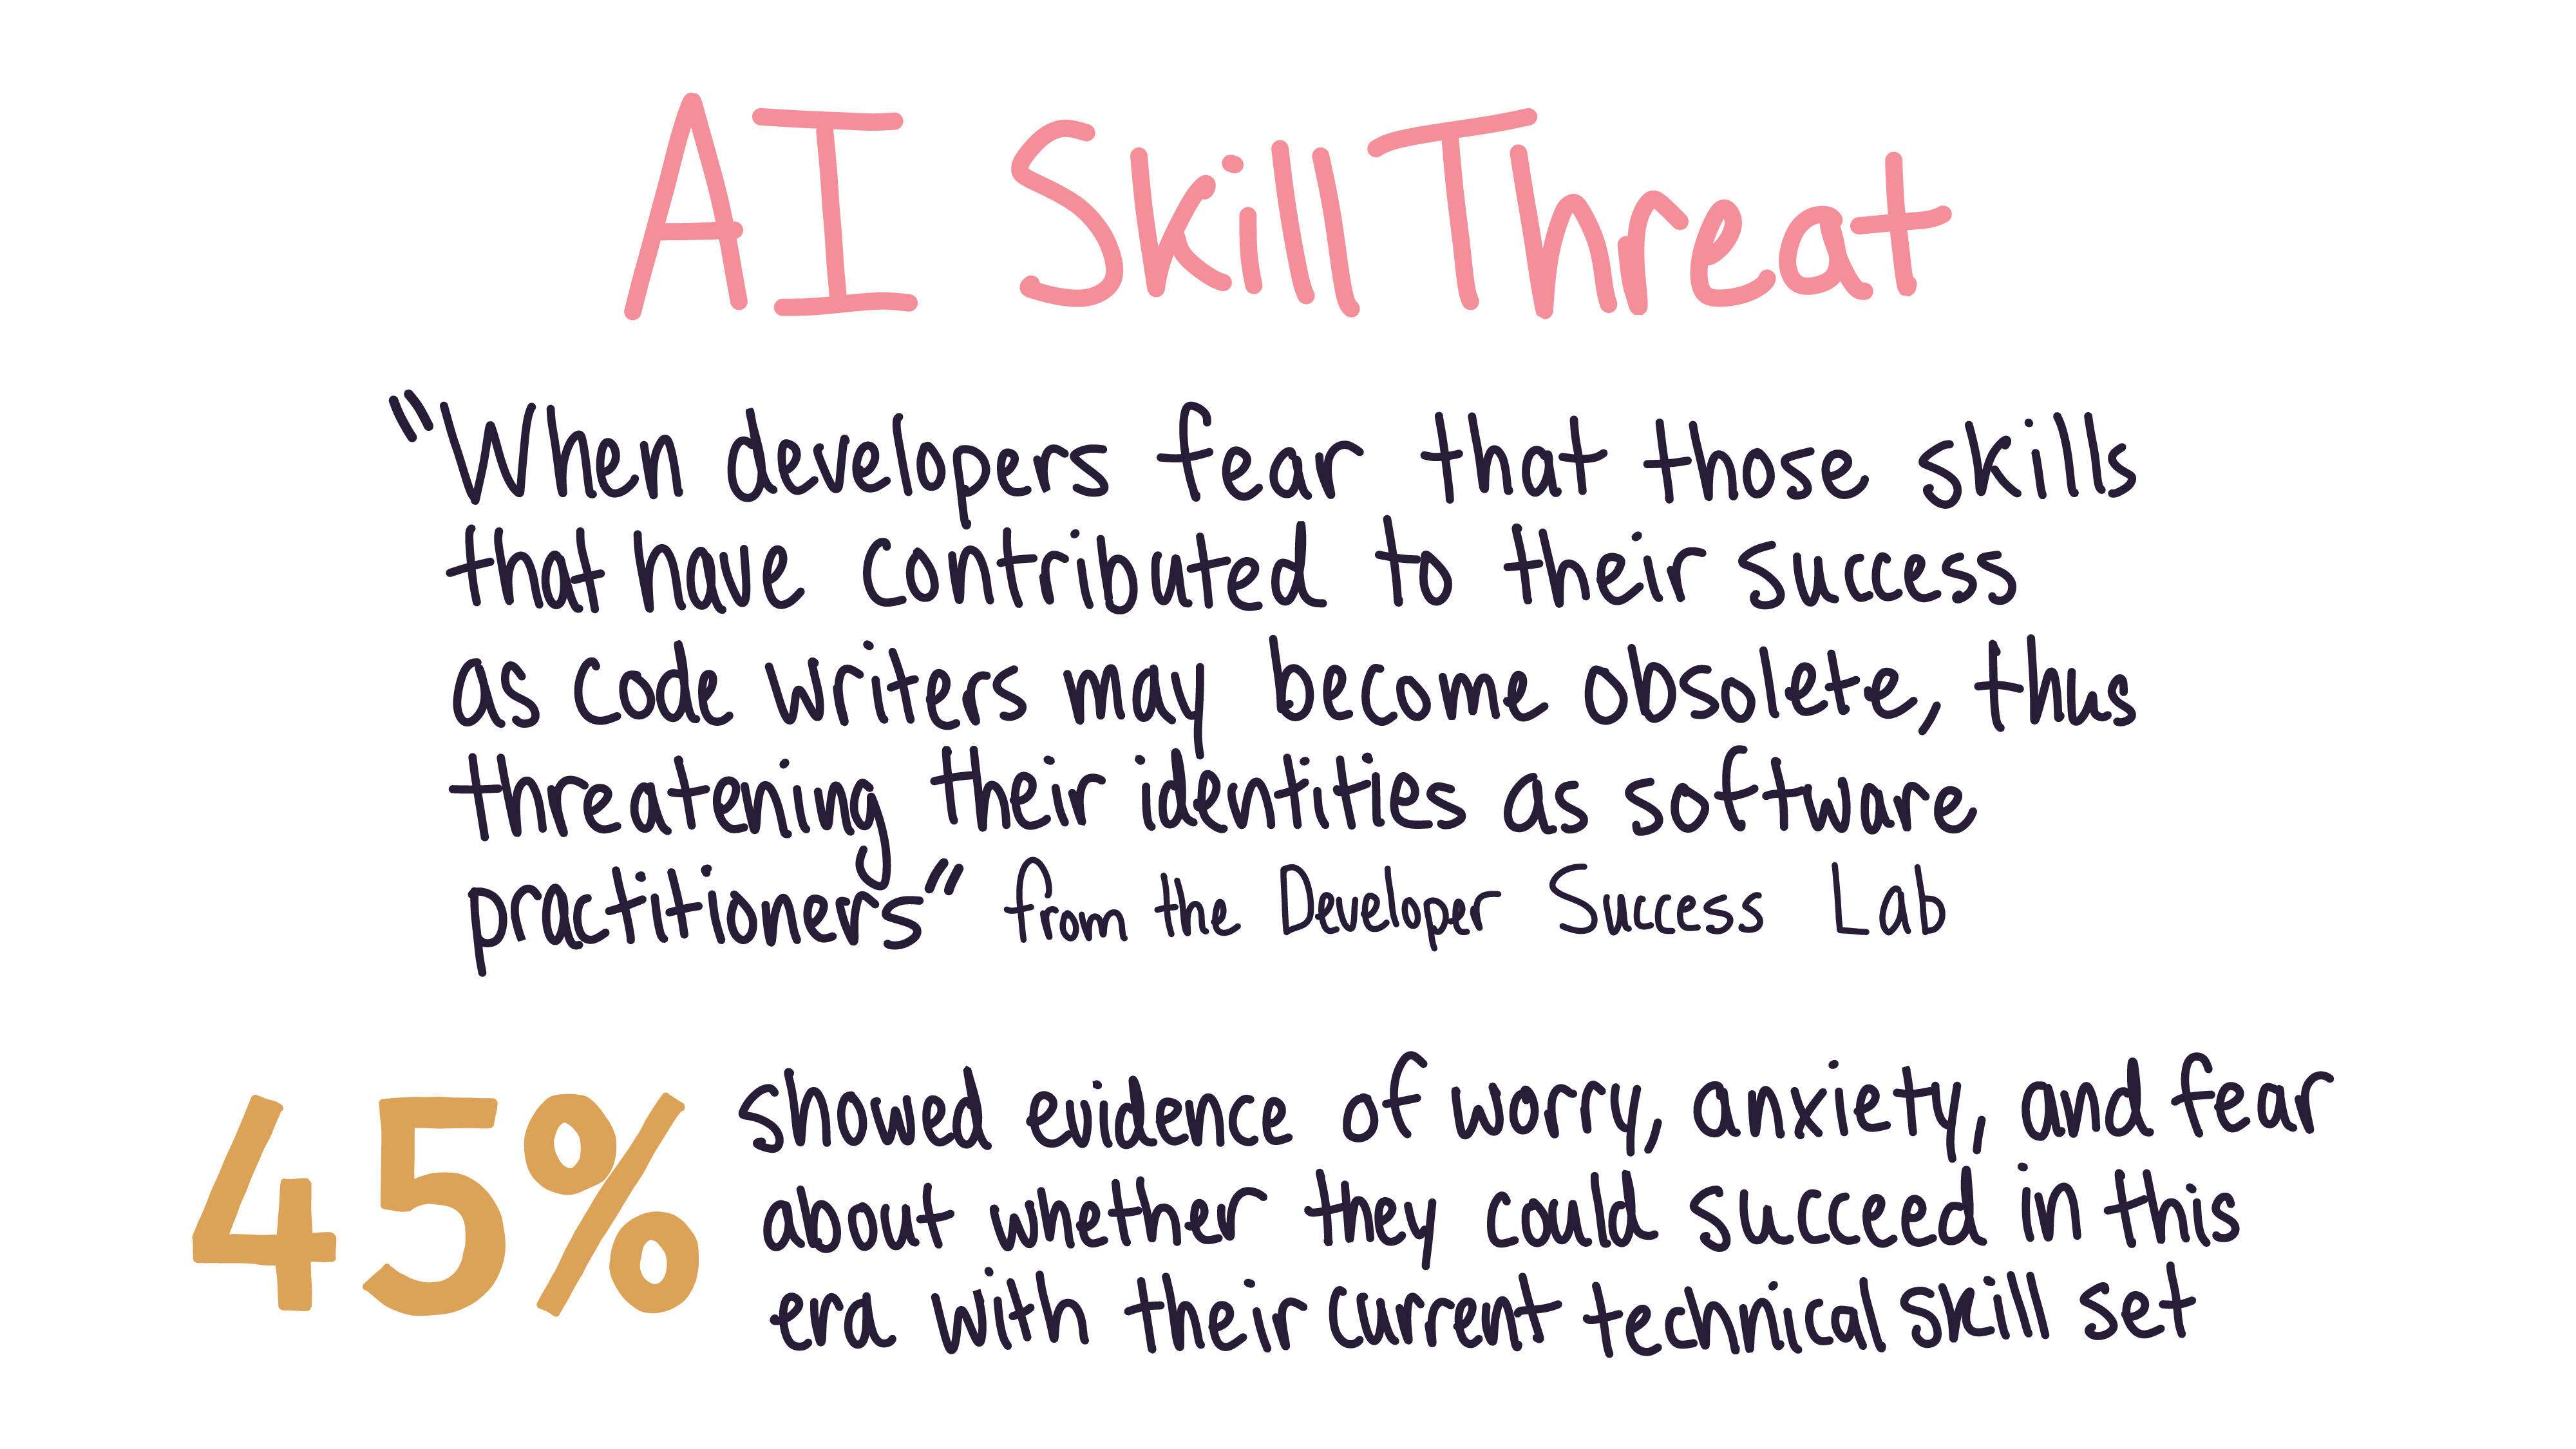 AI Skill Threat
"When developers fear that those skills
that have contributed to their success
as code writers may become obsolete, thus
threatening their identities as software
practitioners" from the Developer Success Lab
45% showed evidence of worry, anxiety, and fear
about whether they could succeed in this
era with their current technical skill set